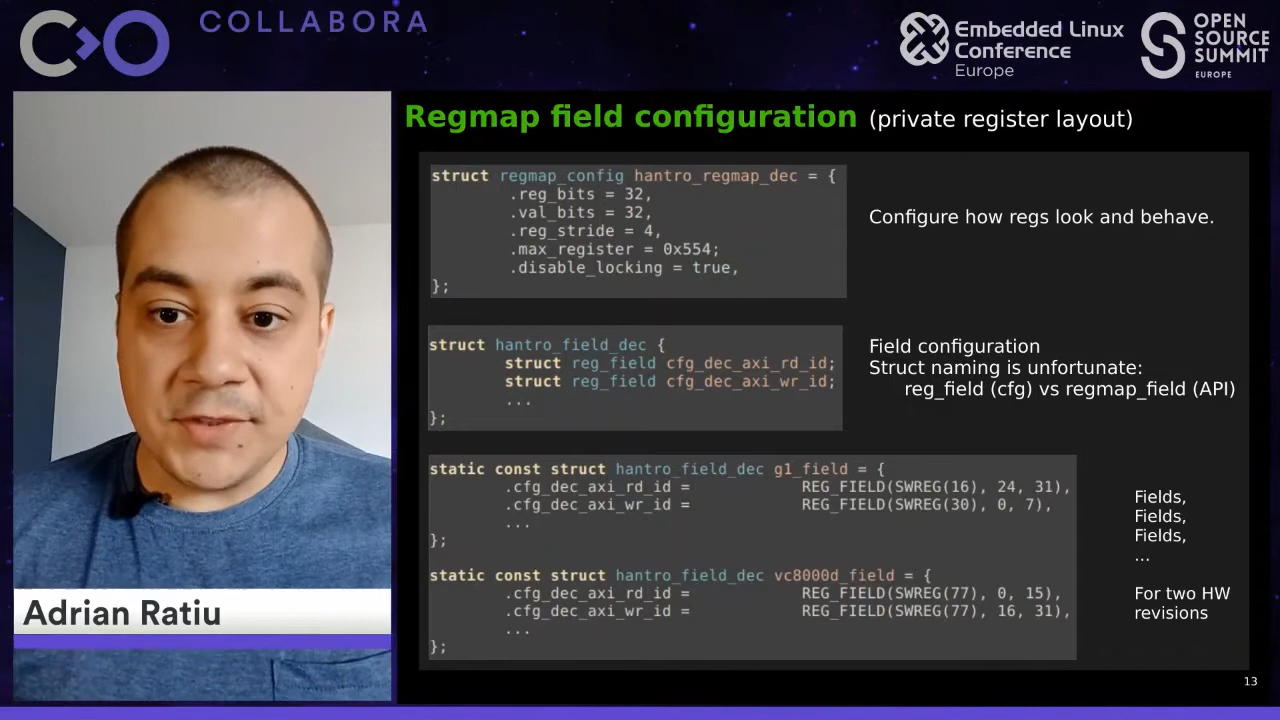 COLLABORA
Embedded Linux
Conference
Europe
OPEN
SOURCE
SUMMIT
EUROPE
Regmap field configuration (private register layout)
struct regmap_config hantro_regmap_dec = {
.reg_bits = 32,
.val_bits = 32,
.reg_stride = 4,
.max_register = 0x554;
.disable_locking = true,
};
Configure how regs look and behave.
struct hantro_field_dec {
struct reg_field cfg_dec_axi_rd_id;
struct reg_field cfg_dec_axi_wr_id;
...
};
Field configuration
Struct naming is unfortunate:
reg_field (cfg) vs regmap_field (API)
static const struct hantro_field_dec g1_field = {
.cfg_dec_axi_rd_id = REG_FIELD(SWREG(16), 24, 31),
.cfg_dec_axi_wr_id = REG_FIELD(SWREG(30), 0, 7),
...
};
static const struct hantro_field_dec vc8000d_field = {
.cfg_dec_axi_rd_id = REG_FIELD(SWREG(77), 0, 15),
.cfg_dec_axi_wr_id = REG_FIELD(SWREG(77), 16, 31),
...
};
Fields,
Fields,
Fields,
...
For two HW
revisions
Adrian Ratiu
13